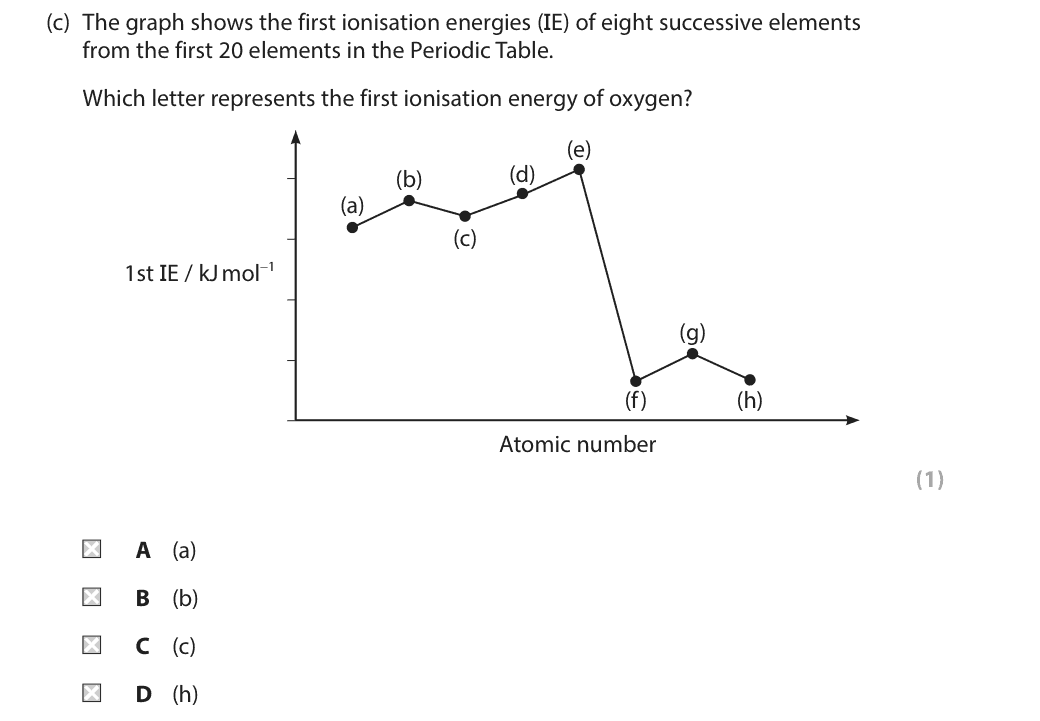 (c) The graph shows the first ionisation energies (IE) of eight successive elements
from the first 20 elements in the Periodic Table.
Which letter represents the first ionisation energy of oxygen?
(e)
(d)
(b)
(a)
(c)
1st IE / kJ mol⁻¹
(g)
(f)
(h)
Atomic number
(1)
A (a)
B (b)
C (c)
D (h)